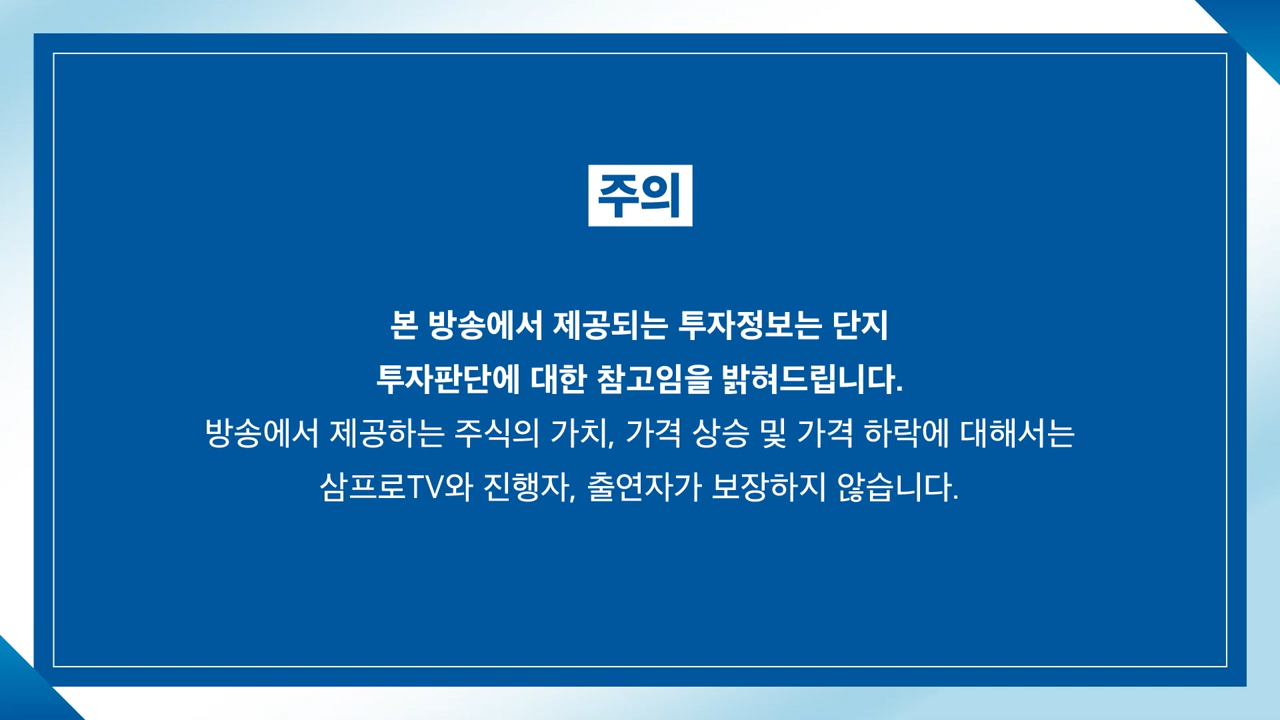 주의
본 방송에서 제공되는 투자정보는 단지
투자판단에 대한 참고임을 밝혀드립니다.
방송에서 제공하는 주식의 가치, 가격 상승 및 가격 하락에 대해서는
삼프로TV와 진행자, 출연자가 보장하지 않습니다.